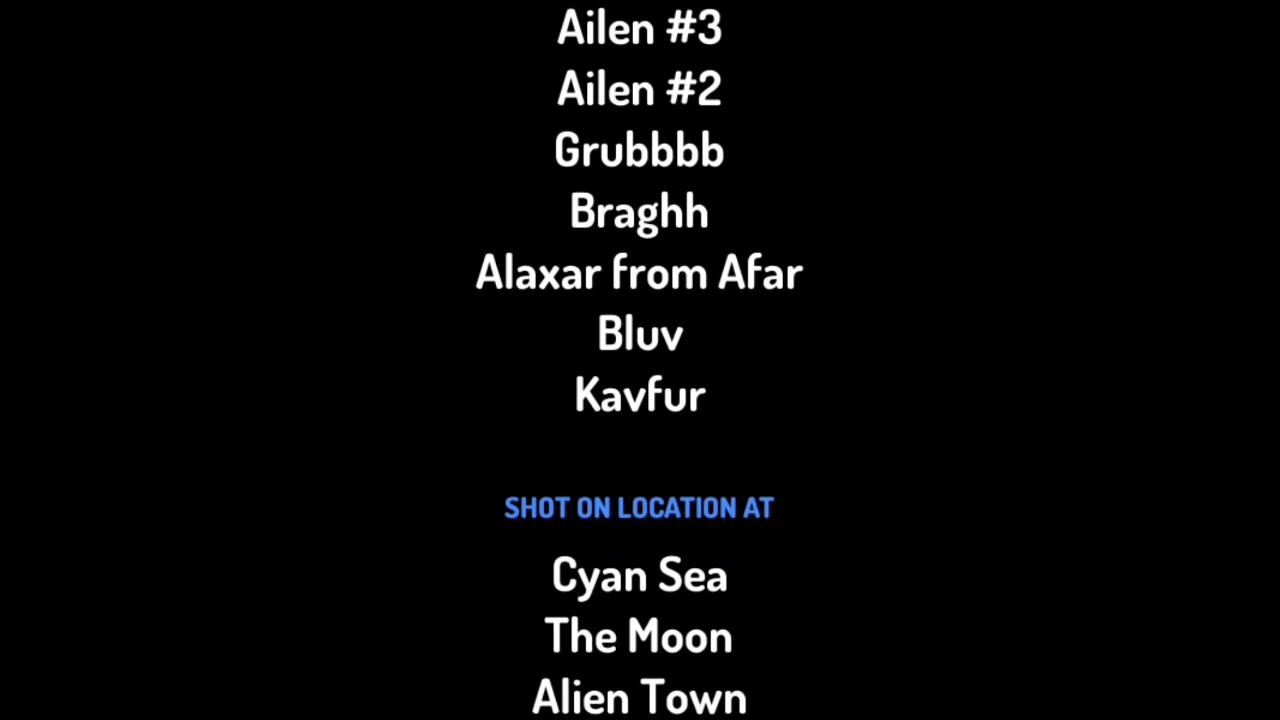 Ailen #3
Ailen #2
Grubbbb
Braghh
Alaxar from Afar
Bluv
Kavfur
SHOT ON LOCATION AT
Cyan Sea
The Moon
Alien Town